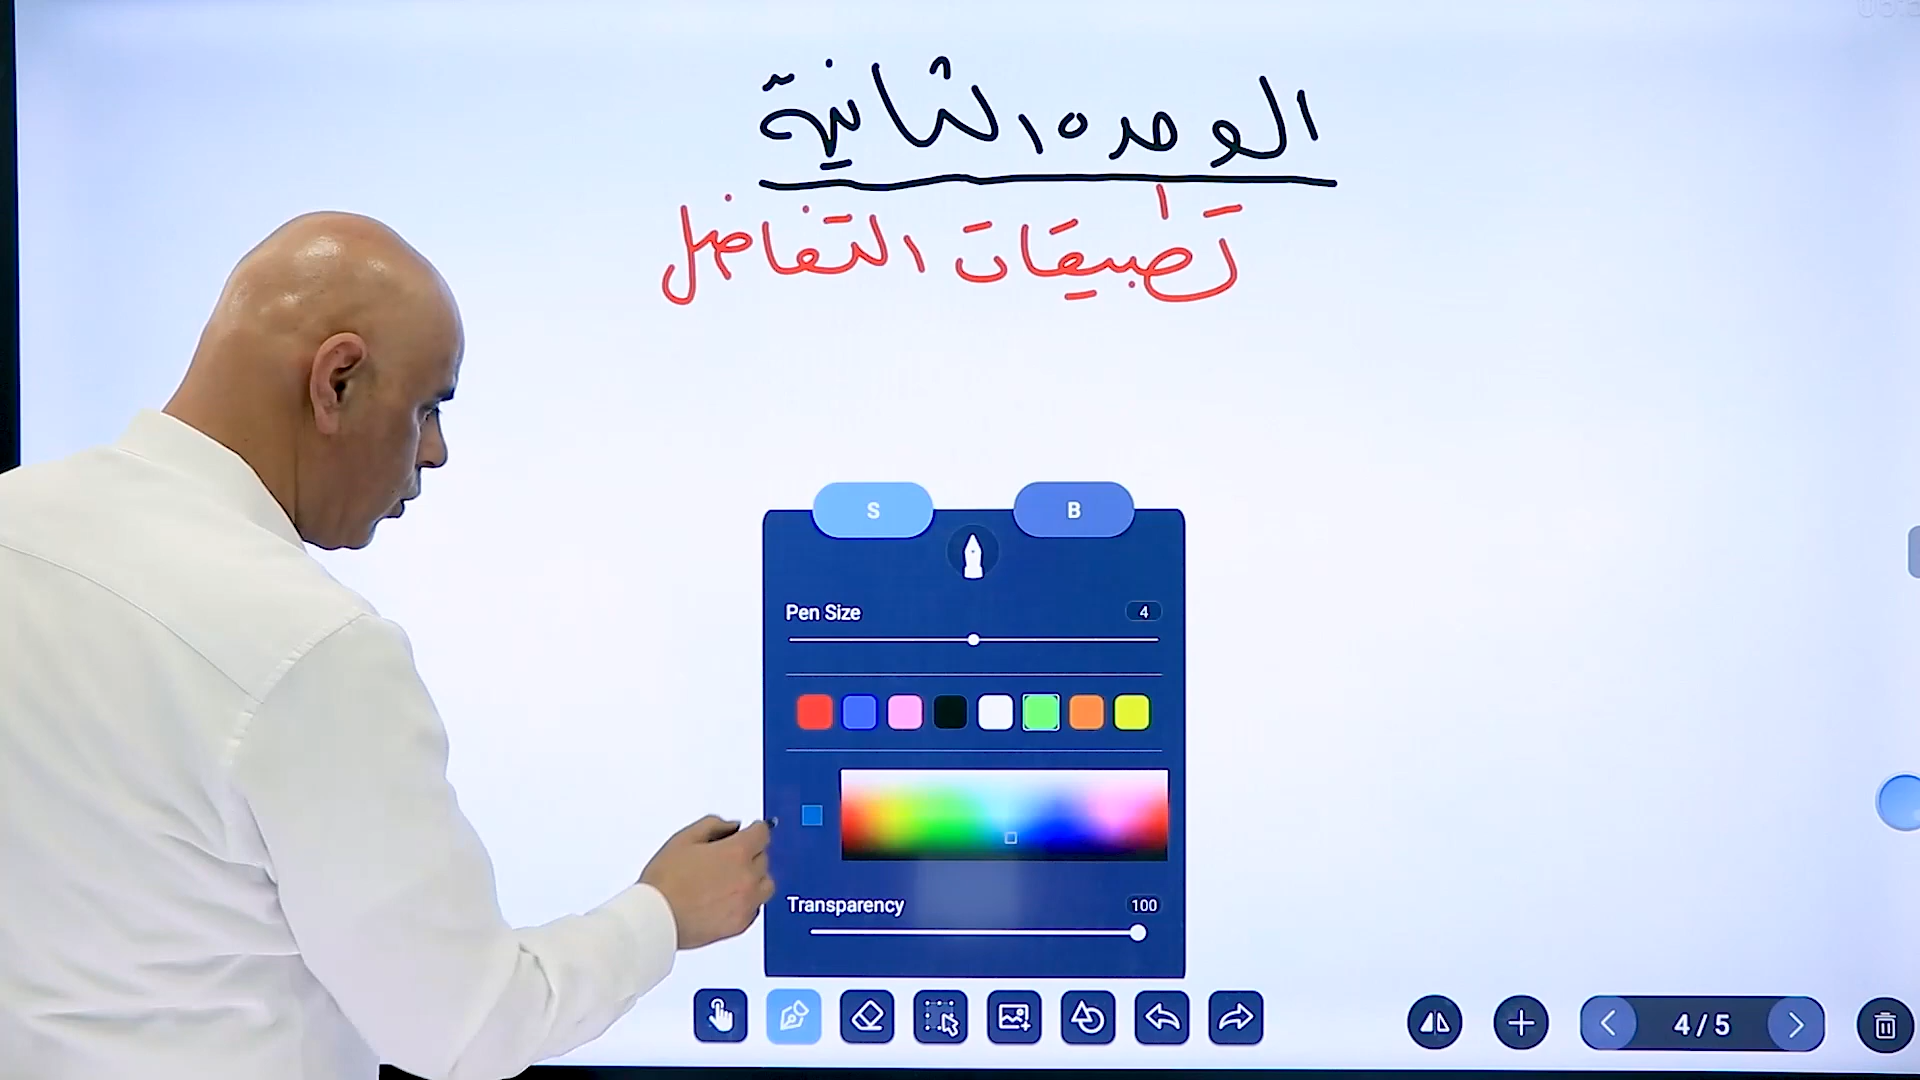 الوحدة الثانية
تطبيقات التفاضل
S B
Pen Size 4
Transparency 100
4/5